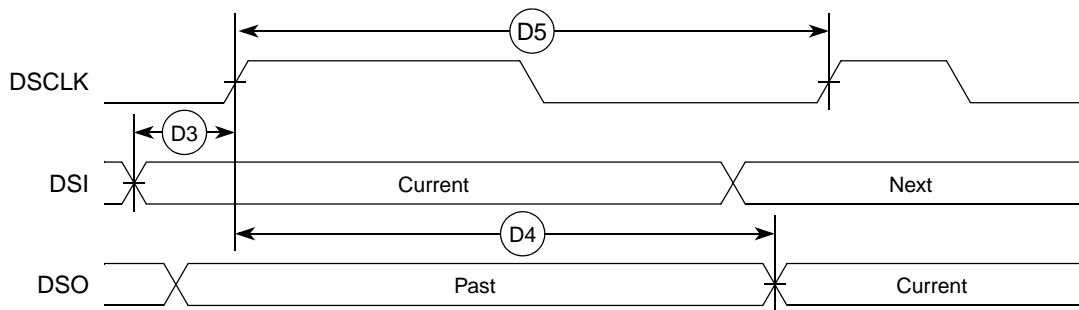 D5
DSCLK
D3
DSI Current Next
D4
DSO Past Current